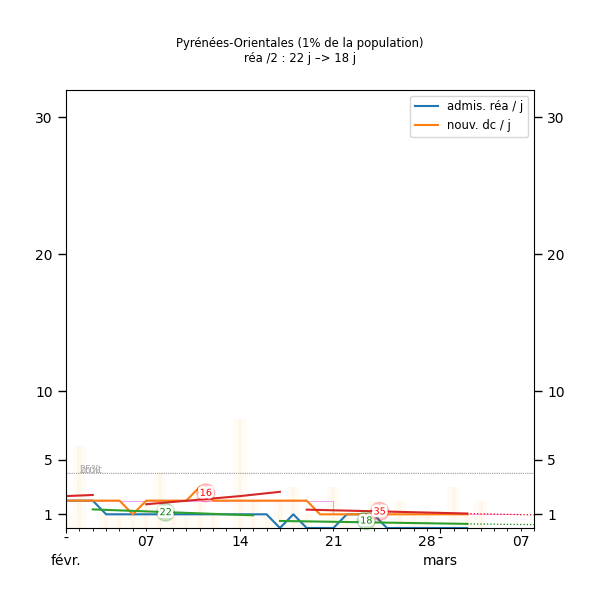 Pyrénées-Orientales (1% de la population)
réa /2 : 22 j –> 18 j
admis. réa / j
nouv. dc / j
30 30
20 20
10 10
5 5
25%
16
22
35
18
1 1
- 07 14 21 28 - 07
févr. mars